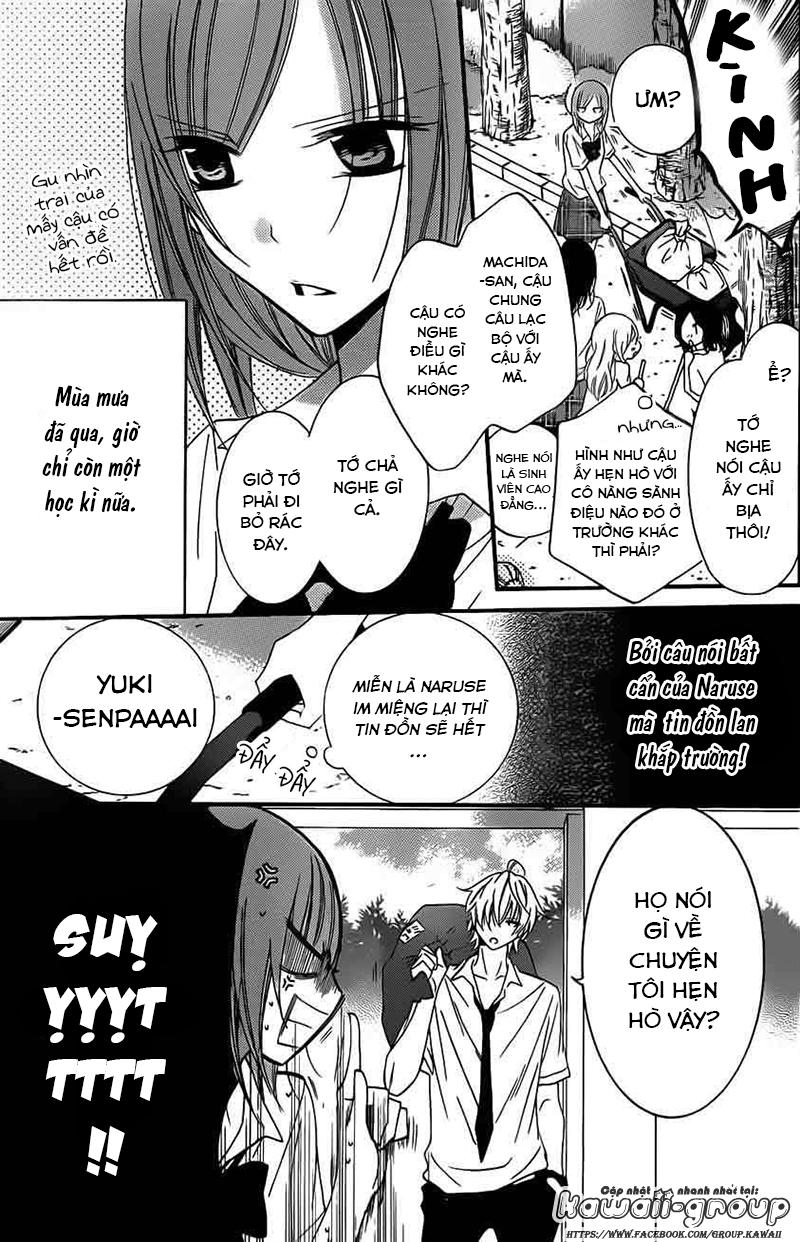 KÍNH
ƯM?
Ể?
TỚ
NGHE
NÓI CẬU
ẤY CHỈ
BỊA
THÔI!
Ơ
nhưng...
HÌNH NHƯ CẬU
ẤY HẸN HÒ VỚI
CÔ NÀNG SÀNH
ĐIỆU NÀO ĐÓ Ở
TRƯỜNG KHÁC
THÌ PHẢI?
NGHE NÓI
LÀ SINH
VIÊN CAO
ĐẲNG...
MACHIDA
-SAN, CẬU
CHUNG
CÂU LẠC
BỘ VỚI
CẬU ẤY
MÀ.
CẬU CÓ
NGHE
ĐIỀU GÌ
KHÁC
KHÔNG?
Gu nhìn
trai của
mấy cậu có
vấn đề
hết rồi
TỚ CHẢ
NGHE GÌ
CẢ.
GIỜ TỚ
PHẢI ĐI
BỎ RÁC
ĐÂY.
Mùa mưa
đã qua, giờ
chỉ còn một
học kì nữa.
Bởi câu nói bất
cẩn của Naruse
mà tin đồn lan
khắp trường!
MIỄN LÀ NARUSE
IM MIỆNG LẠI THÌ
TIN ĐỒN SẼ HẾT
...
ĐẨY ĐẨY
YUKI
-SENPAAAAI
HỌ NÓI
GÌ VỀ
CHUYỆN
TÔI HẸN
HÒ VẬY?
SUỴ
YỴỴT
TTTT
!!
Cập nhật nhanh nhất tại:
kawaii-group
HTTPS://WWW.FACEBOOK.COM/GROUP.KAWAII